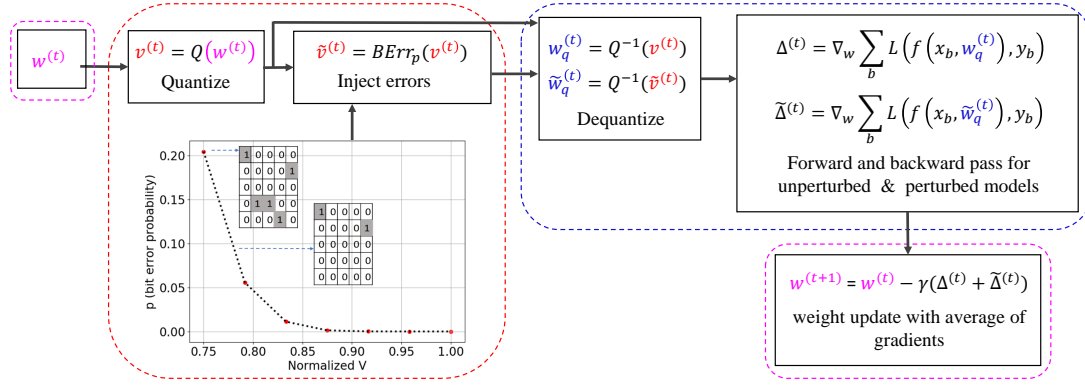 w^{(t)}
v^{(t)} = Q(w^{(t)})
Quantize
ṽ^{(t)} = BErr_p(v^{(t)})
Inject errors
w_q^{(t)} = Q^{-1}(v^{(t)})
w̃_q^{(t)} = Q^{-1}(ṽ^{(t)})
Dequantize
Δ^{(t)} = ∇_w ∑_b L(f(x_b, w_q^{(t)}), y_b)
Δ̃^{(t)} = ∇_w ∑_b L(f(x_b, w̃_q^{(t)}), y_b)
Forward and backward pass for
unperturbed & perturbed models
w^{(t+1)} = w^{(t)} − γ(Δ^{(t)} + Δ̃^{(t)})
weight update with average of
gradients
p (bit error probability)
0.20
0.15
0.10
0.05
0.00
1 0 0 0 0
0 0 0 0 1
0 0 0 0 0
0 1 1 0 0
0 0 0 1 0
1 0 0 0 0
0 0 0 0 1
0 0 0 0 0
0 0 0 0 0
0 0 0 0 0
0.75 0.80 0.85 0.90 0.95 1.00
Normalized V